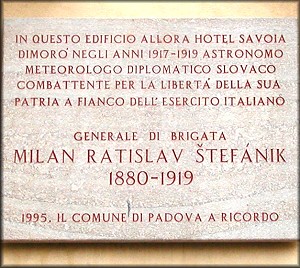 IN QUESTO EDIFICIO ALLORA HOTEL SAVOIA
DIMORÒ NEGLI ANNI 1917-1919 ASTRONOMO
METEOROLOGO DIPLOMATICO SLOVACO
COMBATTENTE PER LA LIBERTA' DELLA SUA
PATRIA A FIANCO DELL'ESERCITO ITALIANO
GENERALE DI BRIGATA
MILAN RATISLAV ŠTEFÁNIK
1880-1919
1995, IL COMUNE DI PADOVA A RICORDO